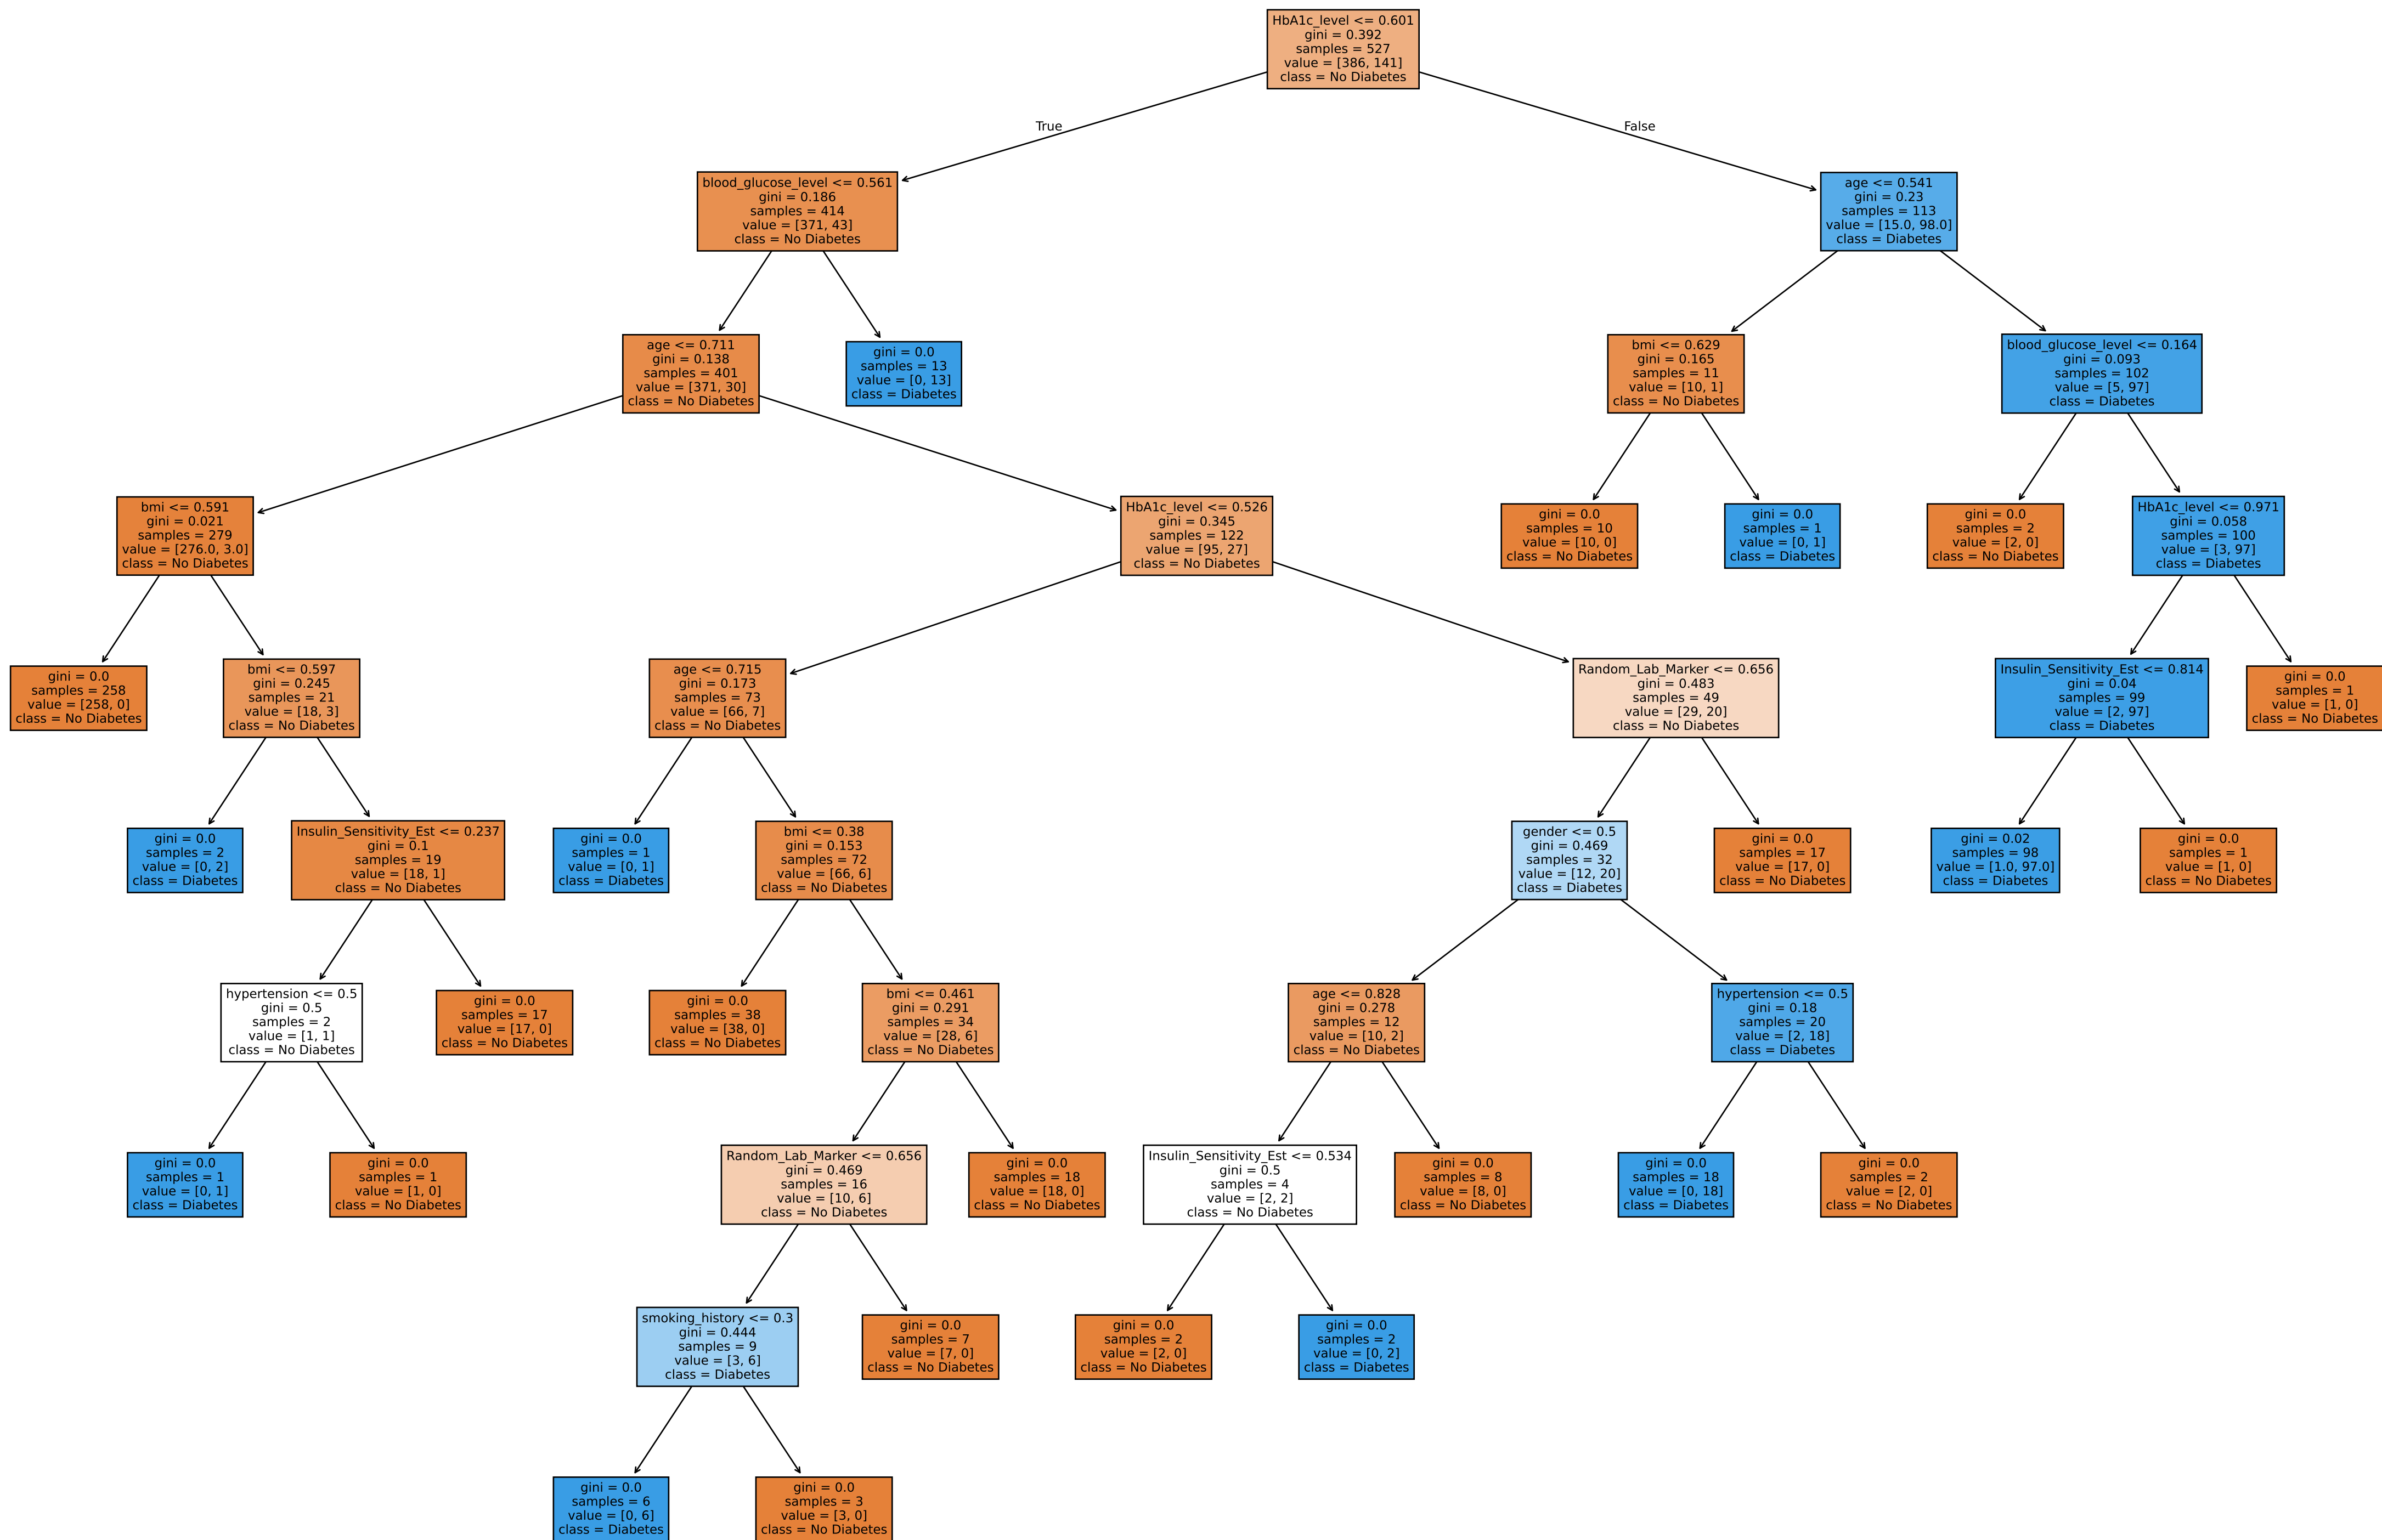 HbA1c_level <= 0.601
gini = 0.392
samples = 527
value = [386, 141]
class = No Diabetes
True
False
blood_glucose_level <= 0.561
gini = 0.186
samples = 414
value = [371, 43]
class = No Diabetes
age <= 0.541
gini = 0.23
samples = 113
value = [15.0, 98.0]
class = Diabetes
age <= 0.711
gini = 0.138
samples = 401
value = [371, 30]
class = No Diabetes
gini = 0.0
samples = 13
value = [0, 13]
class = Diabetes
bmi <= 0.629
gini = 0.165
samples = 11
value = [10, 1]
class = No Diabetes
blood_glucose_level <= 0.164
gini = 0.093
samples = 102
value = [5, 97]
class = Diabetes
bmi <= 0.591
gini = 0.021
samples = 279
value = [276.0, 3.0]
class = No Diabetes
HbA1c_level <= 0.526
gini = 0.345
samples = 122
value = [95, 27]
class = No Diabetes
gini = 0.0
samples = 10
value = [10, 0]
class = No Diabetes
gini = 0.0
samples = 1
value = [0, 1]
class = Diabetes
gini = 0.0
samples = 2
value = [2, 0]
class = No Diabetes
HbA1c_level <= 0.971
gini = 0.058
samples = 100
value = [3, 97]
class = Diabetes
gini = 0.0
samples = 258
value = [258, 0]
class = No Diabetes
bmi <= 0.597
gini = 0.245
samples = 21
value = [18, 3]
class = No Diabetes
age <= 0.715
gini = 0.173
samples = 73
value = [66, 7]
class = No Diabetes
Random_Lab_Marker <= 0.656
gini = 0.483
samples = 49
value = [29, 20]
class = No Diabetes
Insulin_Sensitivity_Est <= 0.814
gini = 0.04
samples = 99
value = [2, 97]
class = Diabetes
gini = 0.0
samples = 1
value = [1, 0]
class = No Diabetes
gini = 0.0
samples = 2
value = [0, 2]
class = Diabetes
Insulin_Sensitivity_Est <= 0.237
gini = 0.1
samples = 19
value = [18, 1]
class = No Diabetes
gini = 0.0
samples = 1
value = [0, 1]
class = Diabetes
bmi <= 0.38
gini = 0.153
samples = 72
value = [66, 6]
class = No Diabetes
gender <= 0.5
gini = 0.469
samples = 32
value = [12, 20]
class = Diabetes
gini = 0.0
samples = 17
value = [17, 0]
class = No Diabetes
gini = 0.02
samples = 98
value = [1.0, 97.0]
class = Diabetes
gini = 0.0
samples = 1
value = [1, 0]
class = No Diabetes
hypertension <= 0.5
gini = 0.5
samples = 2
value = [1, 1]
class = No Diabetes
gini = 0.0
samples = 17
value = [17, 0]
class = No Diabetes
gini = 0.0
samples = 38
value = [38, 0]
class = No Diabetes
bmi <= 0.461
gini = 0.291
samples = 34
value = [28, 6]
class = No Diabetes
age <= 0.828
gini = 0.278
samples = 12
value = [10, 2]
class = No Diabetes
hypertension <= 0.5
gini = 0.18
samples = 20
value = [2, 18]
class = Diabetes
gini = 0.0
samples = 1
value = [0, 1]
class = Diabetes
gini = 0.0
samples = 1
value = [1, 0]
class = No Diabetes
Random_Lab_Marker <= 0.656
gini = 0.469
samples = 16
value = [10, 6]
class = No Diabetes
gini = 0.0
samples = 18
value = [18, 0]
class = No Diabetes
Insulin_Sensitivity_Est <= 0.534
gini = 0.5
samples = 4
value = [2, 2]
class = No Diabetes
gini = 0.0
samples = 8
value = [8, 0]
class = No Diabetes
gini = 0.0
samples = 18
value = [0, 18]
class = Diabetes
gini = 0.0
samples = 2
value = [2, 0]
class = No Diabetes
smoking_history <= 0.3
gini = 0.444
samples = 9
value = [3, 6]
class = Diabetes
gini = 0.0
samples = 7
value = [7, 0]
class = No Diabetes
gini = 0.0
samples = 2
value = [2, 0]
class = No Diabetes
gini = 0.0
samples = 2
value = [0, 2]
class = Diabetes
gini = 0.0
samples = 6
value = [0, 6]
class = Diabetes
gini = 0.0
samples = 3
value = [3, 0]
class = No Diabetes